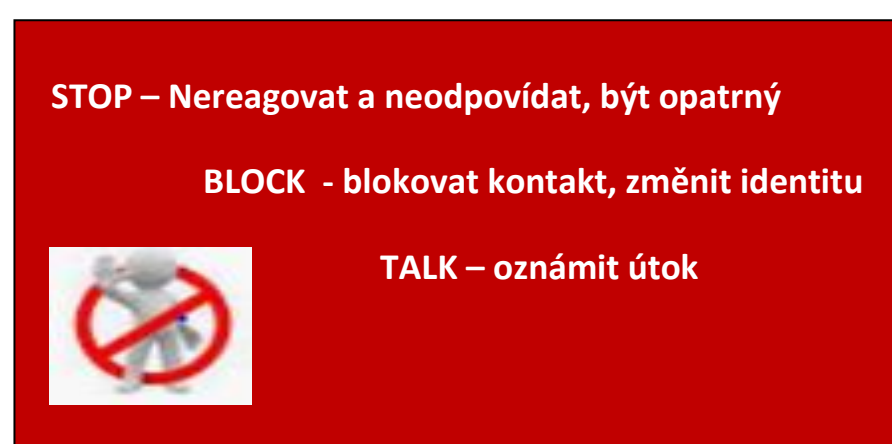 STOP – Nereagovat a neodpovídat, být opatrný
BLOCK - blokovat kontakt, změnit identitu
TALK – oznámit útok